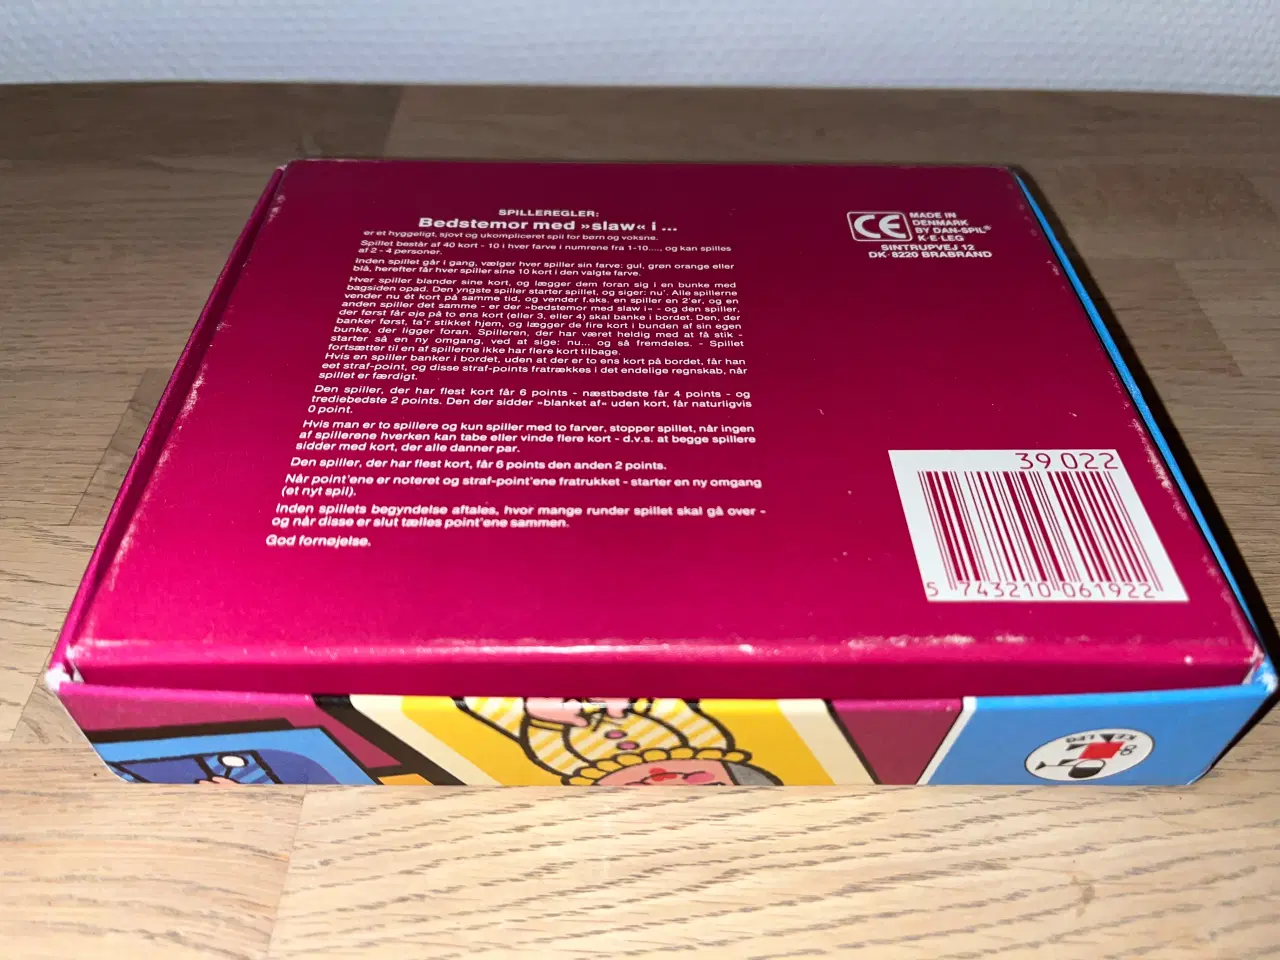 SPILLEREGLER:
Bedstemor med »slaw« i ...
er et hyggeligt, sjovt og ukompliceret spil for børn og voksne.
Spillet består af 40 kort - 10 i hver farve i numrene fra 1-10...., og kan spilles
af 2 - 4 personer.
Inden spillet går i gang, vælger hver spiller sin farve: gul, grøn orange eller
blå, herefter får hver spiller sine 10 kort i den valgte farve.
Hver spiller blander sine kort, og lægger dem foran sig i en bunke med
bagsiden opad. Den yngste spiller starter spillet, og siger: nu'. Alle spillerne
vender nu ét kort på samme tid, og vender f.eks. en spiller en 2'er, og en
anden spiller det samme - er der »bedstemor med slaw i« - og den spiller,
der først får øje på to ens kort (eller 3, eller 4) skal banke i bordet. Den, der
banker først, ta'r stikket hjem, og lægger de fire kort i bunden af sin egen
bunke, der ligger foran. Spilleren, der har været heldig med at få stik -
starter så en ny omgang, ved at sige: nu... og så fremdeles. - Spillet
fortsætter til en af spillerne ikke har flere kort tilbage.
Hvis en spiller banker i bordet, uden at der er to ens kort på bordet, får han
eet straf-point, og disse straf-points fratrækkes i det endelige regnskab, når
spillet er færdigt.
Den spiller, der har flest kort får 6 points - næstbedste får 4 points - og
trediebedste 2 points. Den der sidder »blanket af« uden kort, får naturligvis
0 point.
Hvis man er to spillere og kun spiller med to farver, stopper spillet, når ingen
af spillerene hverken kan tabe eller vinde flere kort - d.v.s. at begge spillere
sidder med kort, der alle danner par.
Den spiller, der har flest kort, får 6 points den anden 2 points.
Når point'ene er noteret og straf-point'ene fratrukket - starter en ny omgang
(et nyt spil).
Inden spillets begyndelse aftales, hvor mange runder spillet skal gå over -
og når disse er slut tælles point'ene sammen.
God fornøjelse.
CE
MADE IN
DENMARK
BY DAN-SPIL®
K·E·LEG
SINTRUPVEJ 12
DK-8220 BRABRAND
39 022
5 743210 061922